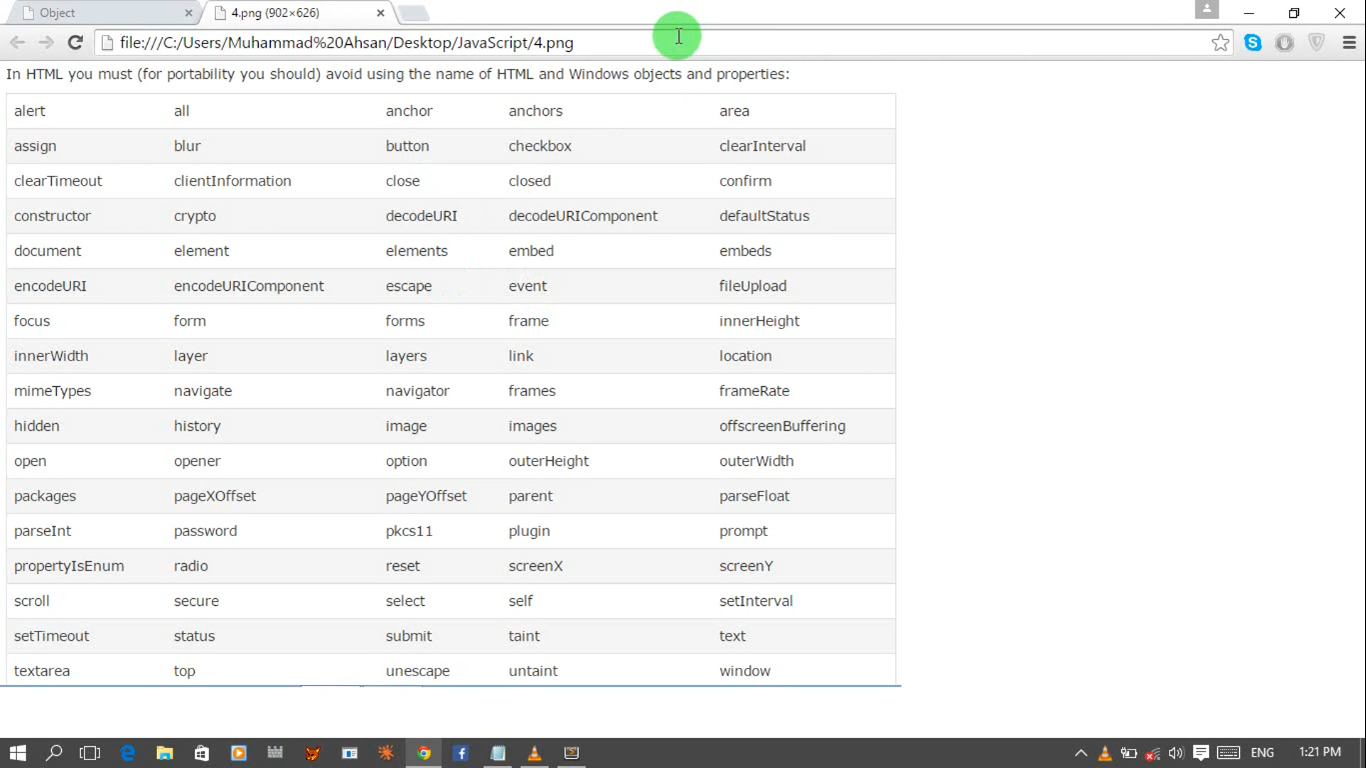 Object
4.png (902×626)
file:///C:/Users/Muhammad%20Ahsan/Desktop/JavaScript/4.png
In HTML you must (for portability you should) avoid using the name of HTML and Windows objects and properties:
alert all anchor anchors area
assign blur button checkbox clearInterval
clearTimeout clientInformation close closed confirm
constructor crypto decodeURI decodeURIComponent defaultStatus
document element elements embed embeds
encodeURI encodeURIComponent escape event fileUpload
focus form forms frame innerHeight
innerWidth layer layers link location
mimeTypes navigate navigator frames frameRate
hidden history image images offscreenBuffering
open opener option outerHeight outerWidth
packages pageXOffset pageYOffset parent parseFloat
parseInt password pkcs11 plugin prompt
propertyIsEnum radio reset screenX screenY
scroll secure select self setInterval
setTimeout status submit taint text
textarea top unescape untaint window
ENG 1:21 PM